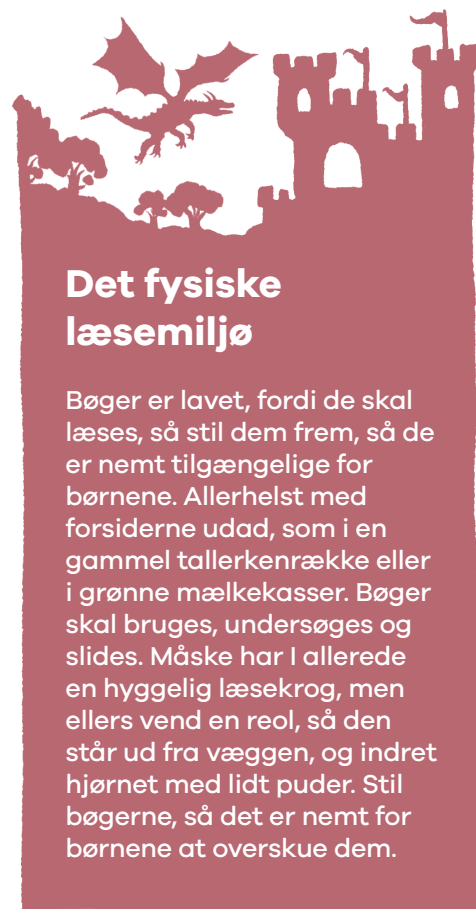 Det fysiske
læsemiljø
Bøger er lavet, fordi de skal
læses, så stil dem frem, så de
er nemt tilgængelige for
børnene. Allerhelst med
forsiderne udad, som i en
gammel tallerkenrække eller
i grønne mælkekasser. Bøger
skal bruges, undersøges og
slides. Måske har I allerede
en hyggelig læsekrog, men
ellers vend en reol, så den
står ud fra væggen, og indret
hjørnet med lidt puder. Stil
bøgerne, så det er nemt for
børnene at overskue dem.